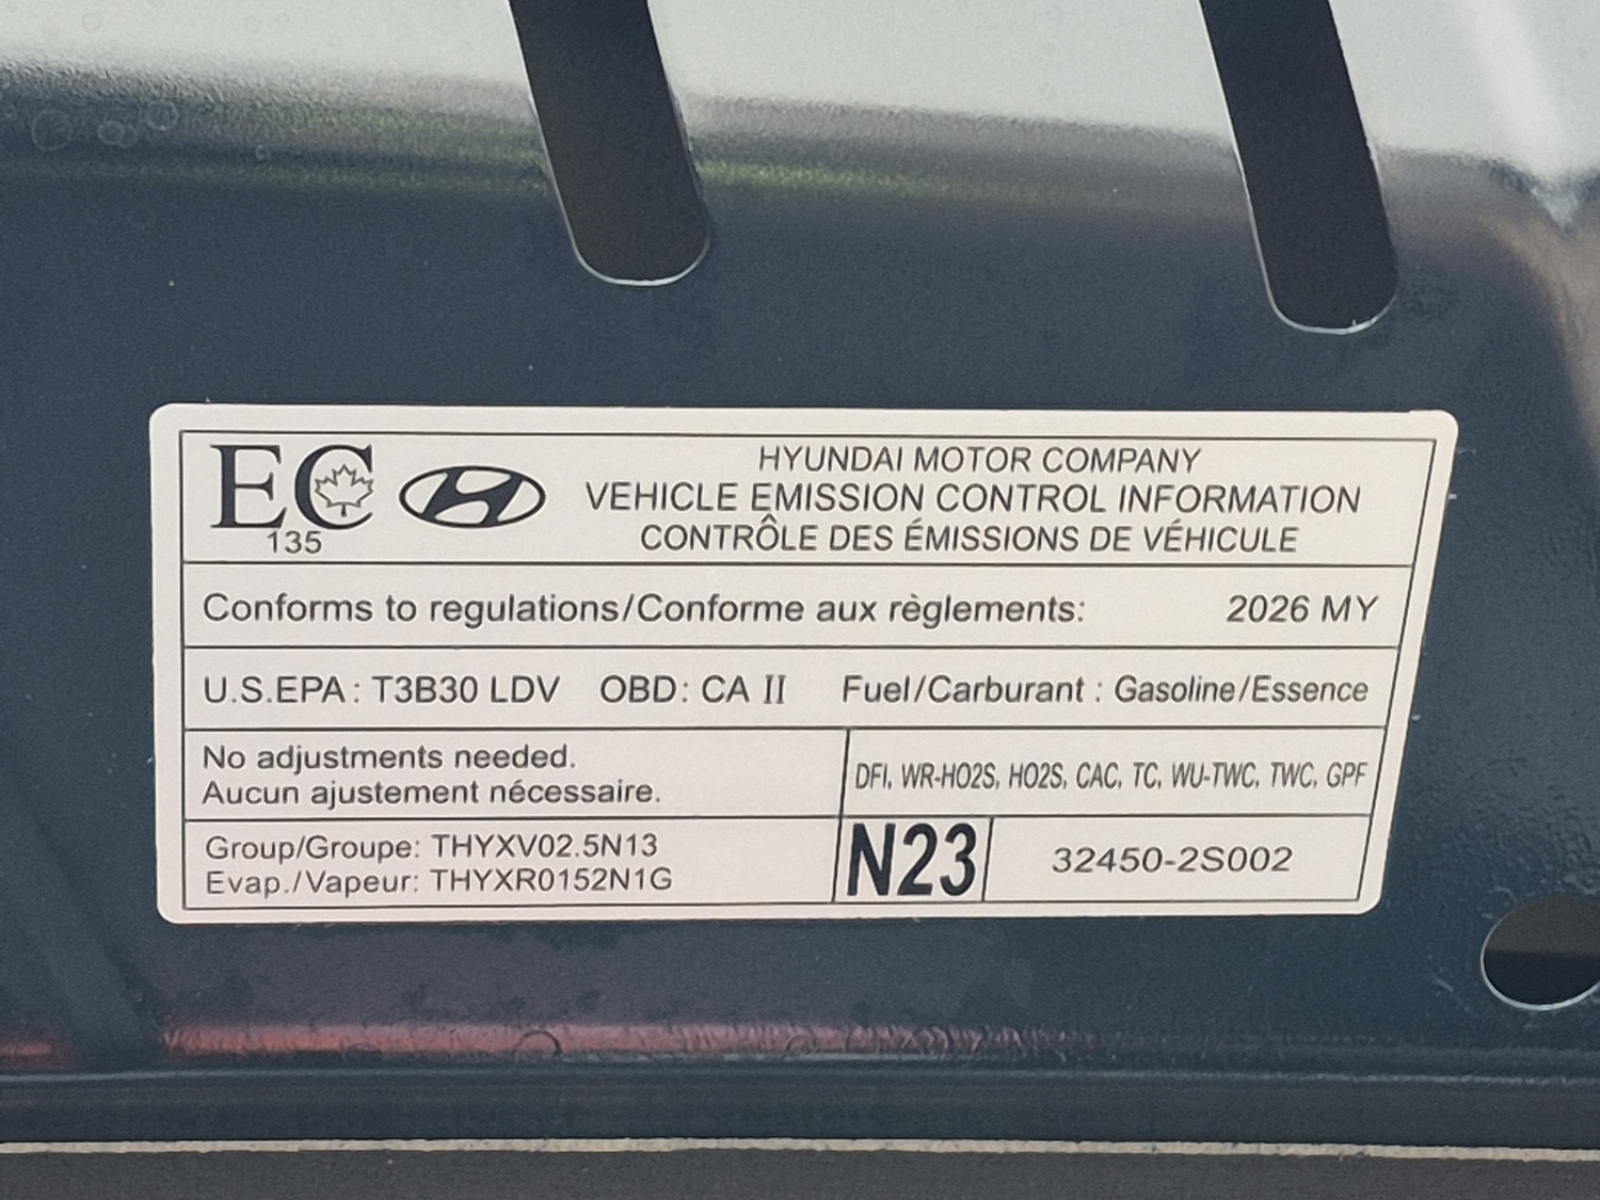 EC
135
HYUNDAI MOTOR COMPANY
VEHICLE EMISSION CONTROL INFORMATION
CONTRÔLE DES ÉMISSIONS DE VÉHICULE
Conforms to regulations/Conforme aux règlements: 2026 MY
U.S.EPA : T3B30 LDV OBD: CA II Fuel/Carburant : Gasoline/Essence
No adjustments needed.
Aucun ajustement nécessaire.
DFI, WR-HO2S, HO2S, CAC, TC, WU-TWC, TWC, GPF
Group/Groupe: THYXV02.5N13
Evap./Vapeur: THYXR0152N1G
N23
32450-2S002